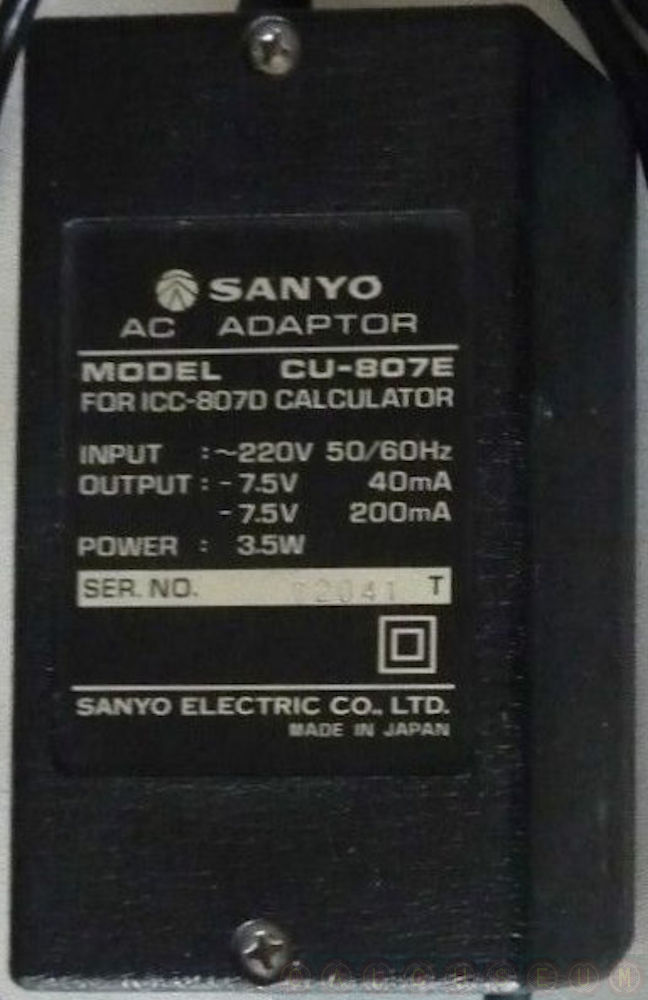 SANYO
AC ADAPTOR
MODEL CU-807E
FOR ICC-807D CALCULATOR
INPUT : ~220V 50/60Hz
OUTPUT : - 7.5V 40mA
- 7.5V 200mA
POWER : 3.5W
SER. NO. T
SANYO ELECTRIC CO., LTD.
MADE IN JAPAN